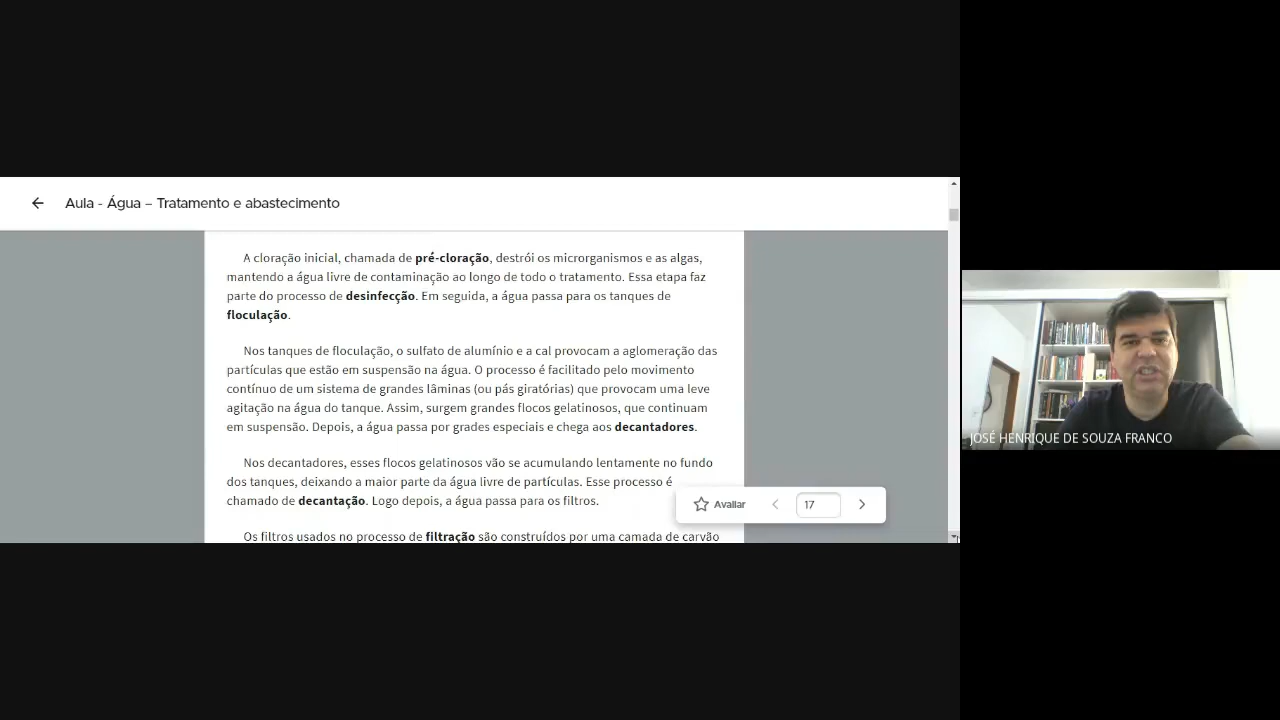 Aula - Água – Tratamento e abastecimento
A cloração inicial, chamada de pré-cloração, destrói os microrganismos e as algas,
mantendo a água livre de contaminação ao longo de todo o tratamento. Essa etapa faz
parte do processo de desinfecção. Em seguida, a água passa para os tanques de
floculação.
Nos tanques de floculação, o sulfato de alumínio e a cal provocam a aglomeração das
partículas que estão em suspensão na água. O processo é facilitado pelo movimento
contínuo de um sistema de grandes lâminas (ou pás giratórias) que provocam uma leve
agitação na água do tanque. Assim, surgem grandes flocos gelatinosos, que continuam
em suspensão. Depois, a água passa por grades especiais e chega aos decantadores.
Nos decantadores, esses flocos gelatinosos vão se acumulando lentamente no fundo
dos tanques, deixando a maior parte da água livre de partículas. Esse processo é
chamado de decantação. Logo depois, a água passa para os filtros.
Avaliar
17
Os filtros usados no processo de filtração são construídos por uma camada de carvão
JOSÉ HENRIQUE DE SOUZA FRANCO